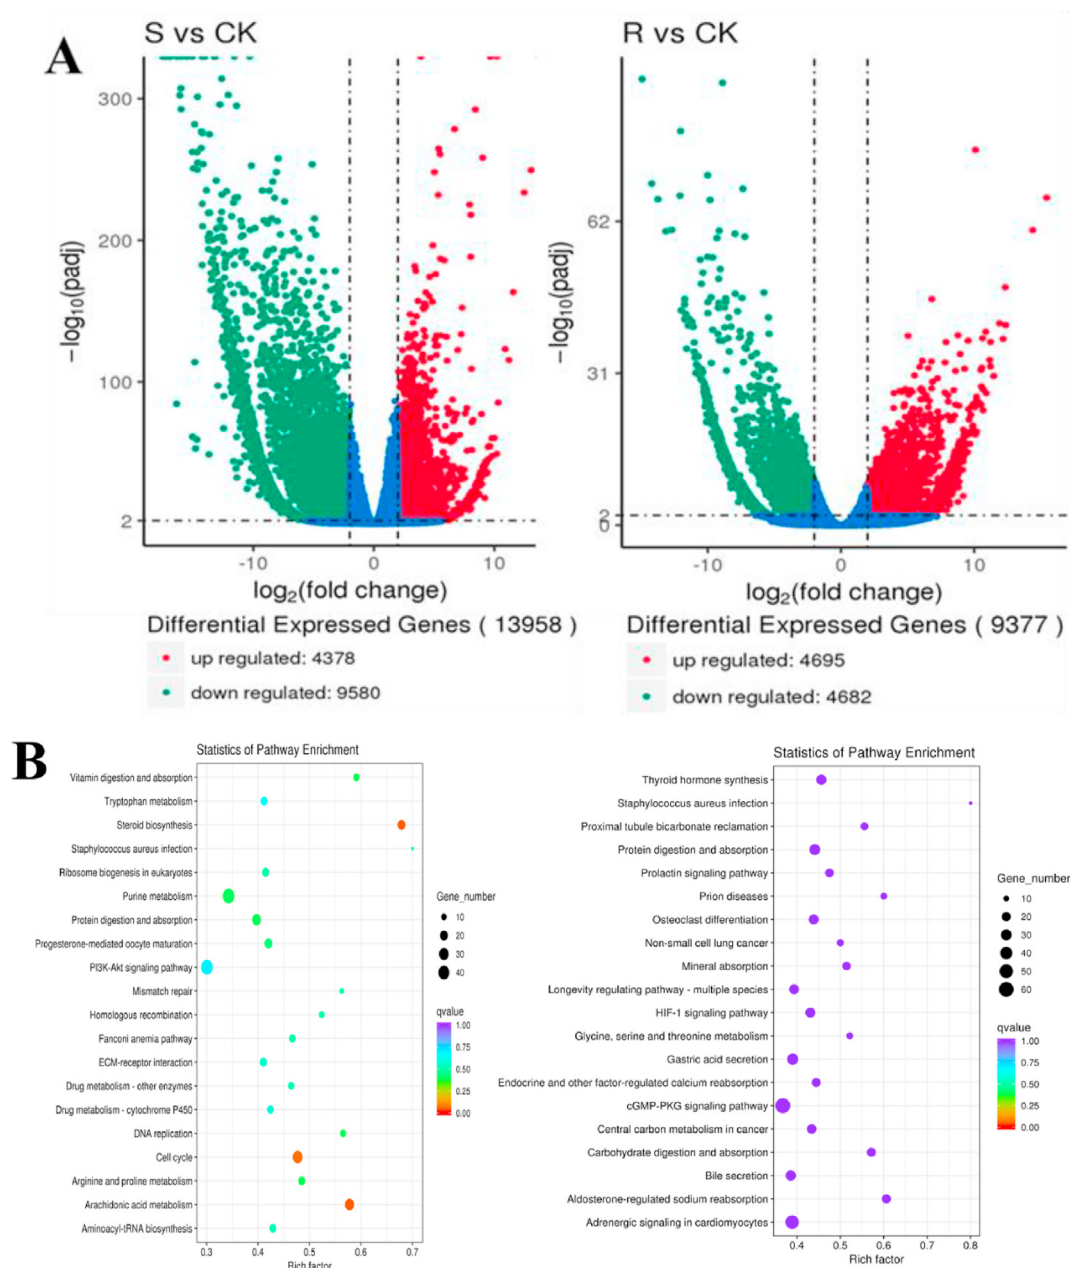 A
S vs CK
R vs CK
300
200
100
2
−log10(padj)
-10
0
10
log2(fold change)
62
31
2
6
−log10(padj)
-10
0
10
log2(fold change)
Differential Expressed Genes ( 13958 )
up regulated: 4378
down regulated: 9580
Differential Expressed Genes ( 9377 )
up regulated: 4695
down regulated: 4682
B
Statistics of Pathway Enrichment
Vitamin digestion and absorption
Tryptophan metabolism
Steroid biosynthesis
Staphylococcus aureus infection
Ribosome biogenesis in eukaryotes
Purine metabolism
Protein digestion and absorption
Progesterone-mediated oocyte maturation
PI3K-Akt signaling pathway
Mismatch repair
Homologous recombination
Fanconi anemia pathway
ECM-receptor interaction
Drug metabolism - other enzymes
Drug metabolism - cytochrome P450
DNA replication
Cell cycle
Arginine and proline metabolism
Arachidonic acid metabolism
Aminoacyl-tRNA biosynthesis
0.3
0.4
0.5
0.6
0.7
Rich factor
Gene_number
10
20
30
40
qvalue
1.00
0.75
0.50
0.25
0.00
Statistics of Pathway Enrichment
Thyroid hormone synthesis
Staphylococcus aureus infection
Proximal tubule bicarbonate reclamation
Protein digestion and absorption
Prolactin signaling pathway
Prion diseases
Osteoclast differentiation
Non-small cell lung cancer
Mineral absorption
Longevity regulating pathway - multiple species
HIF-1 signaling pathway
Glycine, serine and threonine metabolism
Gastric acid secretion
Endocrine and other factor-regulated calcium reabsorption
cGMP-PKG signaling pathway
Central carbon metabolism in cancer
Carbohydrate digestion and absorption
Bile secretion
Aldosterone-regulated sodium reabsorption
Adrenergic signaling in cardiomyocytes
0.4
0.5
0.6
0.7
0.8
Rich factor
Gene_number
10
20
30
40
50
60
qvalue
1.00
0.75
0.50
0.25
0.00